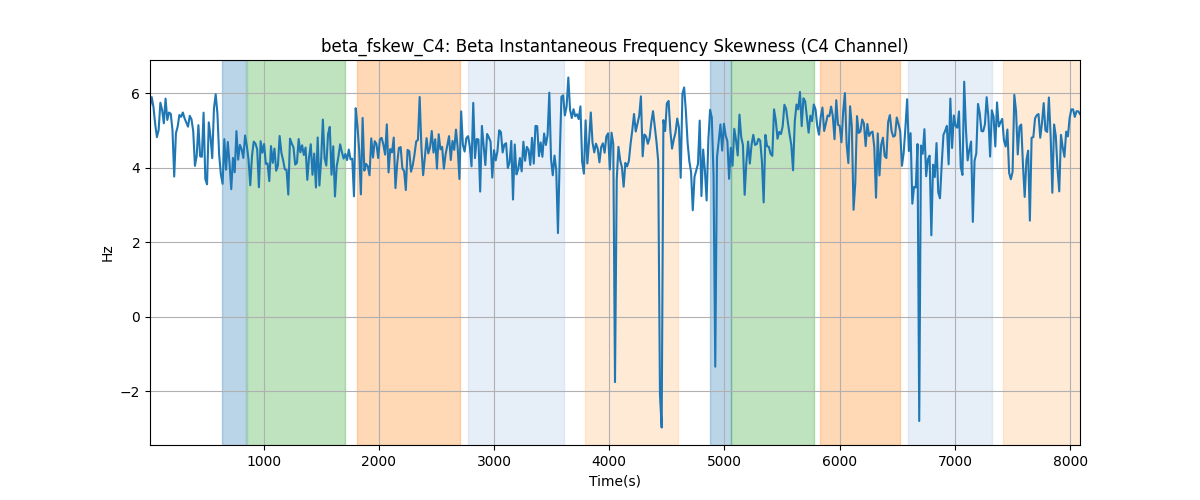 beta_fskew_C4: Beta Instantaneous Frequency Skewness (C4 Channel)
6
4
2
0
−2
Hz
1000 2000 3000 4000 5000 6000 7000 8000
Time(s)